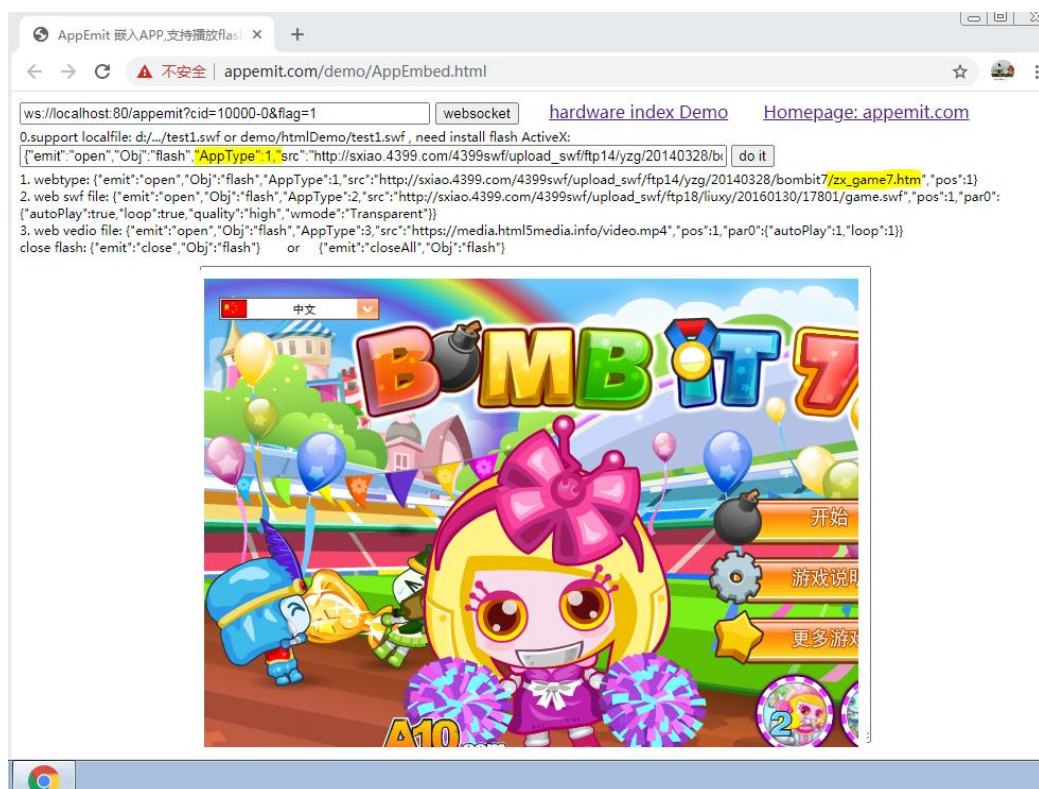 AppEmit 嵌入APP,支持播放flas
不安全 | appemit.com/demo/AppEmbed.html
ws://localhost:80/appemit?cid=10000-0&flag=1 websocket hardware index Demo Homepage: appemit.com
0.support localfile: d:/.../test1.swf or demo/htmlDemo/test1.swf , need install flash ActiveX:
{"emit":"open","Obj":"flash","AppType":1,"src":"http://sxiao.4399.com/4399swf/upload_swf/ftp14/yzg/20140328/b do it
1. webtype: {"emit":"open","Obj":"flash","AppType":1,"src":"http://sxiao.4399.com/4399swf/upload_swf/ftp14/yzg/20140328/bombit7/zx_game7.htm","pos":1}
2. web swf file: {"emit":"open","Obj":"flash","AppType":2,"src":"http://sxiao.4399.com/4399swf/upload_swf/ftp18/liuxy/20160130/17801/game.swf","pos":1,"par0":
{"autoPlay":true,"loop":true,"quality":"high","wmode":"Transparent"}}
3. web vedio file: {"emit":"open","Obj":"flash","AppType":3,"src":"https://media.html5media.info/video.mp4","pos":1,"par0":{"autoPlay":1,"loop":1}}
close flash: {"emit":"close","Obj":"flash"} or {"emit":"closeAll","Obj":"flash"}
中文
BOMB IT 7
开始
游戏说明
更多游戏
2
A10.com